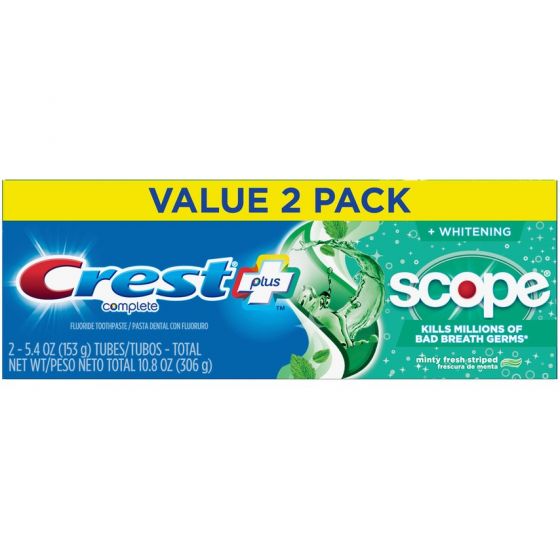 VALUE 2 PACK
+ WHITENING
Crest plus
complete
™
scope®
FLUORIDE TOOTHPASTE / PASTA DENTAL CON FLUORURO
KILLS MILLIONS OF
BAD BREATH GERMS*
2 - 5.4 OZ (153 g) TUBES/TUBOS - TOTAL
NET WT/PESO NETO TOTAL 10.8 OZ (306 g)
minty fresh striped
frescura de menta